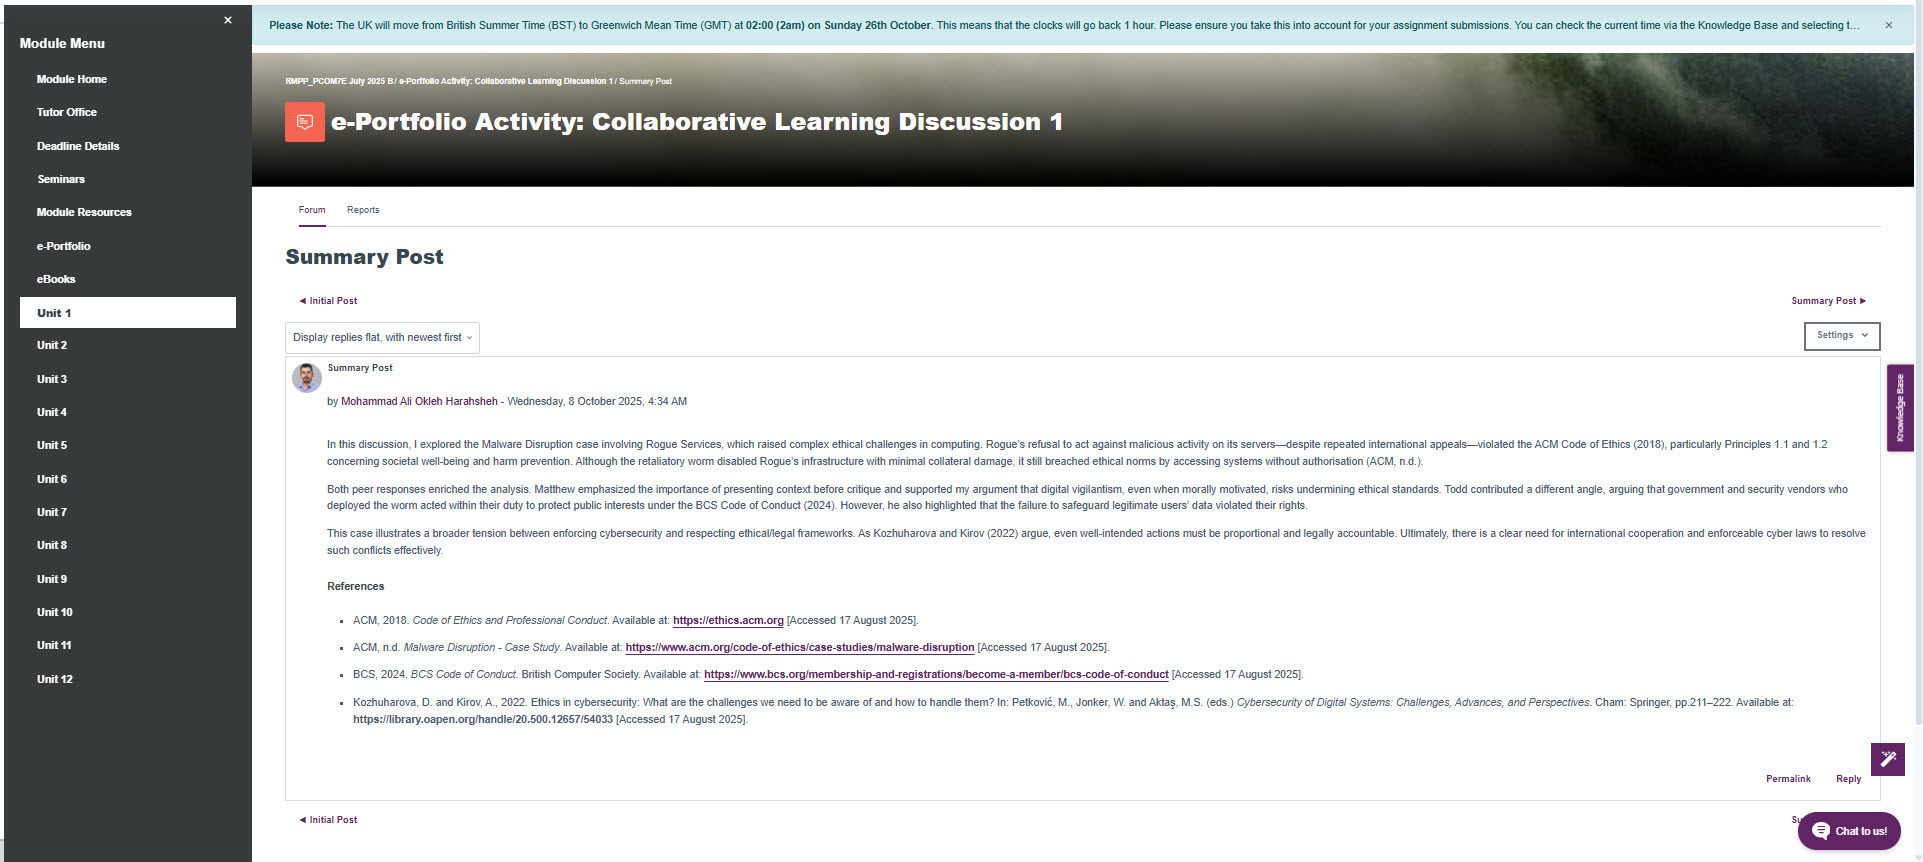 ×
Module Menu
Module Home
Tutor Office
Deadline Details
Seminars
Module Resources
e-Portfolio
eBooks
Unit 1
Unit 2
Unit 3
Unit 4
Unit 5
Unit 6
Unit 7
Unit 8
Unit 9
Unit 10
Unit 11
Unit 12
Please Note: The UK will move from British Summer Time (BST) to Greenwich Mean Time (GMT) at 02:00 (2am) on Sunday 26th October. This means that the clocks will go back 1 hour. Please ensure you take this into account for your assignment submissions. You can check the current time via the Knowledge Base and selecting t... ×
RMPP_PCOM7E July 2025 B / e-Portfolio Activity: Collaborative Learning Discussion 1 / Summary Post
e-Portfolio Activity: Collaborative Learning Discussion 1
Forum Reports
Summary Post
◄ Initial Post Summary Post ►
Display replies flat, with newest first Settings
Summary Post
by Mohammad Ali Okleh Harahsheh - Wednesday, 8 October 2025, 4:34 AM
In this discussion, I explored the Malware Disruption case involving Rogue Services, which raised complex ethical challenges in computing. Rogue's refusal to act against malicious activity on its servers—despite repeated international appeals—violated the ACM Code of Ethics (2018), particularly Principles 1.1 and 1.2
concerning societal well-being and harm prevention. Although the retaliatory worm disabled Rogue's infrastructure with minimal collateral damage, it still breached ethical norms by accessing systems without authorisation (ACM, n.d.).
Both peer responses enriched the analysis. Matthew emphasized the importance of presenting context before critique and supported my argument that digital vigilantism, even when morally motivated, risks undermining ethical standards. Todd contributed a different angle, arguing that government and security vendors who
deployed the worm acted within their duty to protect public interests under the BCS Code of Conduct (2024). However, he also highlighted that the failure to safeguard legitimate users' data violated their rights.
This case illustrates a broader tension between enforcing cybersecurity and respecting ethical/legal frameworks. As Kozhuharova and Kirov (2022) argue, even well-intended actions must be proportional and legally accountable. Ultimately, there is a clear need for international cooperation and enforceable cyber laws to resolve
such conflicts effectively.
References
▪ ACM, 2018. Code of Ethics and Professional Conduct. Available at: https://ethics.acm.org [Accessed 17 August 2025].
▪ ACM, n.d. Malware Disruption - Case Study. Available at: https://www.acm.org/code-of-ethics/case-studies/malware-disruption [Accessed 17 August 2025].
▪ BCS, 2024. BCS Code of Conduct. British Computer Society. Available at: https://www.bcs.org/membership-and-registrations/become-a-member/bcs-code-of-conduct [Accessed 17 August 2025].
▪ Kozhuharova, D. and Kirov, A., 2022. Ethics in cybersecurity: What are the challenges we need to be aware of and how to handle them? In: Petković, M., Jonker, W. and Aktaş, M.S. (eds.) Cybersecurity of Digital Systems: Challenges, Advances, and Perspectives. Cham: Springer, pp.211–222. Available at:
https://library.oapen.org/handle/20.500.12657/54033 [Accessed 17 August 2025].
Permalink Reply
◄ Initial Post Su
Knowledge Base
Chat to us!